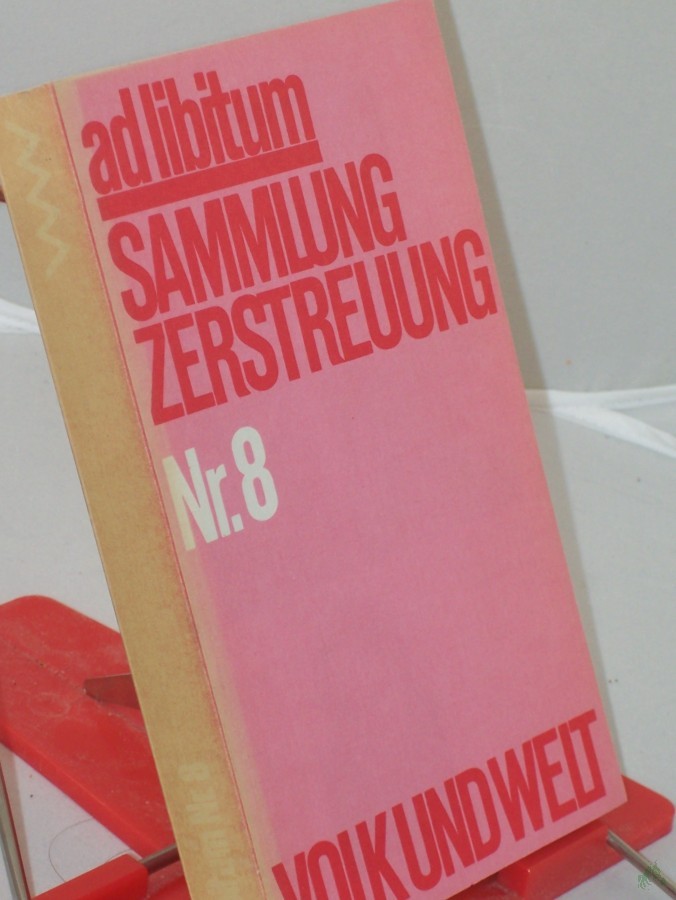 ad libitum
SAMMLUNG
ZERSTREUUNG
Nr. 8
VOLK UND WELT